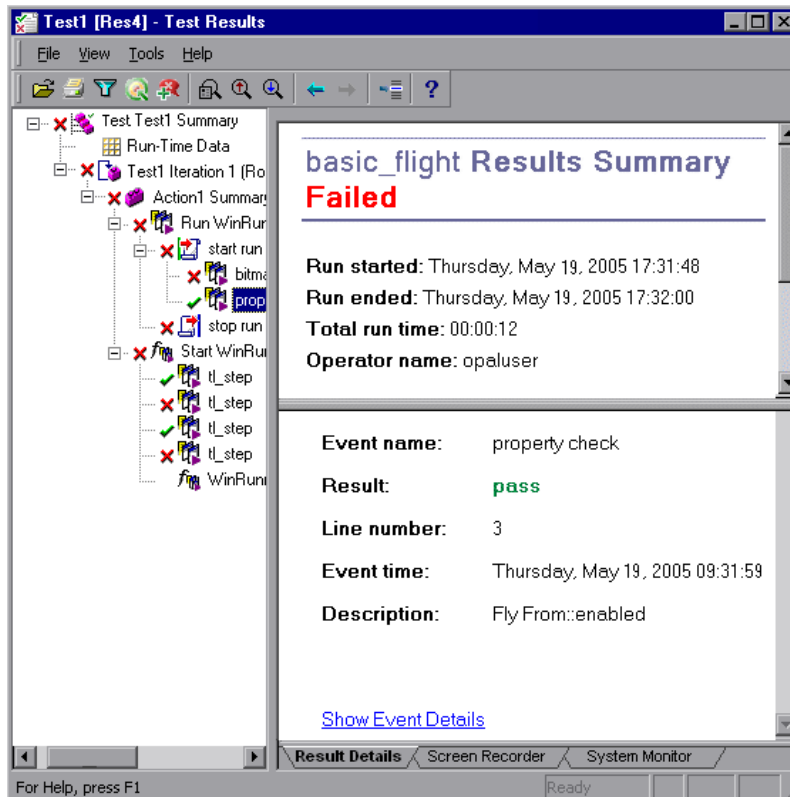 Test1 [Res4] - Test Results
File View Tools Help
?
Test Test1 Summary
Run-Time Data
Test1 Iteration 1 (Ro
Action1 Summar
Run WinRur
start run
bitma
prop
stop run
Start WinRur
tl_step
tl_step
tl_step
tl_step
WinRunr
basic_flight Results Summary
Failed
Run started: Thursday, May 19, 2005 17:31:48
Run ended: Thursday, May 19, 2005 17:32:00
Total run time: 00:00:12
Operator name: opaluser
Event name: property check
Result: pass
Line number: 3
Event time: Thursday, May 19, 2005 09:31:59
Description: Fly From::enabled
Show Event Details
Result Details Screen Recorder System Monitor
For Help, press F1 Ready